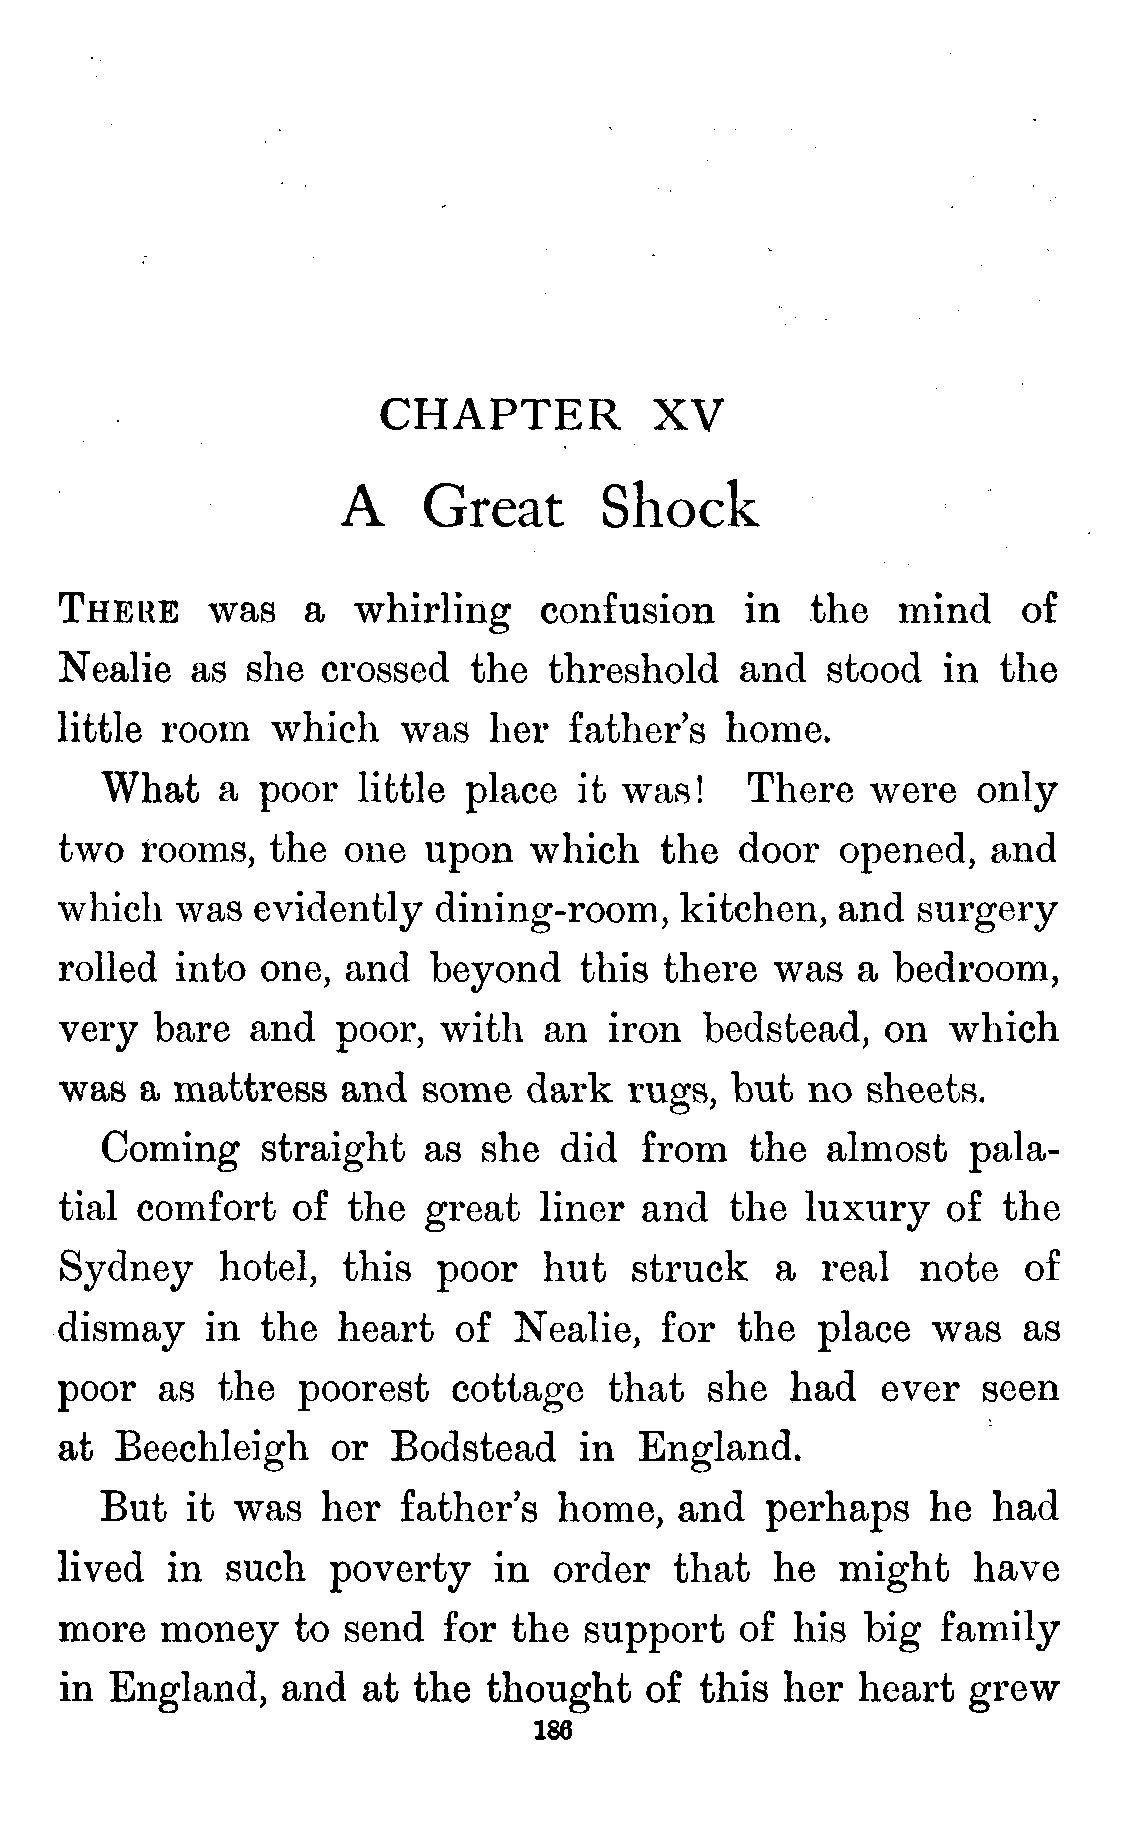 CHAPTER XV
A Great Shock
THERE was a whirling confusion in the mind of
Nealie as she crossed the threshold and stood in the
little room which was her father's home.
What a poor little place it was! There were only
two rooms, the one upon which the door opened, and
which was evidently dining-room, kitchen, and surgery
rolled into one, and beyond this there was a bedroom,
very bare and poor, with an iron bedstead, on which
was a mattress and some dark rugs, but no sheets.
Coming straight as she did from the almost pala-
tial comfort of the great liner and the luxury of the
Sydney hotel, this poor hut struck a real note of
dismay in the heart of Nealie, for the place was as
poor as the poorest cottage that she had ever seen
at Beechleigh or Bodstead in England.
But it was her father's home, and perhaps he had
lived in such poverty in order that he might have
more money to send for the support of his big family
in England, and at the thought of this her heart grew
186